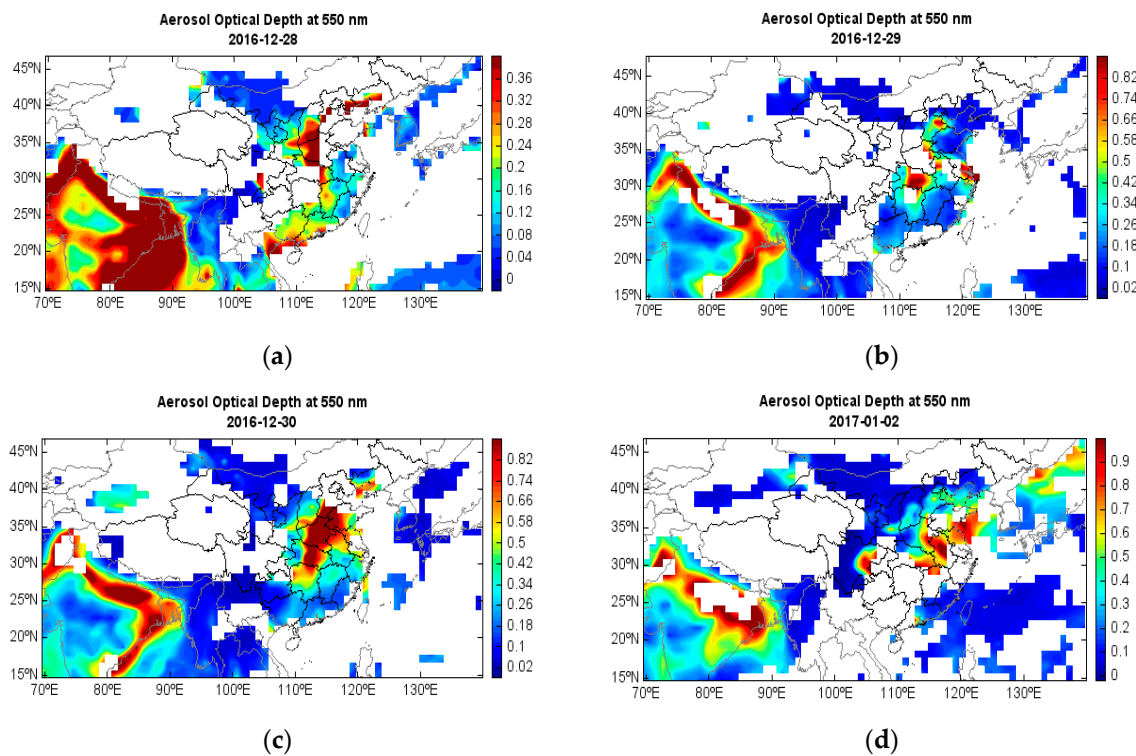 Aerosol Optical Depth at 550 nm
2016-12-28
45ºN
40ºN
35ºN
30ºN
25ºN
20ºN
15ºN
70ºE 80ºE 90ºE 100ºE 110ºE 120ºE 130ºE
0.36
0.32
0.28
0.24
0.2
0.16
0.12
0.08
0.04
0
(a)
Aerosol Optical Depth at 550 nm
2016-12-29
45ºN
40ºN
35ºN
30ºN
25ºN
20ºN
15ºN
70ºE 80ºE 90ºE 100ºE 110ºE 120ºE 130ºE
0.82
0.74
0.66
0.58
0.5
0.42
0.34
0.26
0.18
0.1
0.02
(b)
Aerosol Optical Depth at 550 nm
2016-12-30
45ºN
40ºN
35ºN
30ºN
25ºN
20ºN
15ºN
70ºE 80ºE 90ºE 100ºE 110ºE 120ºE 130ºE
0.82
0.74
0.66
0.58
0.5
0.42
0.34
0.26
0.18
0.1
0.02
(c)
Aerosol Optical Depth at 550 nm
2017-01-02
45ºN
40ºN
35ºN
30ºN
25ºN
20ºN
15ºN
70ºE 80ºE 90ºE 100ºE 110ºE 120ºE 130ºE
0.9
0.8
0.7
0.6
0.5
0.4
0.3
0.2
0.1
0
(d)